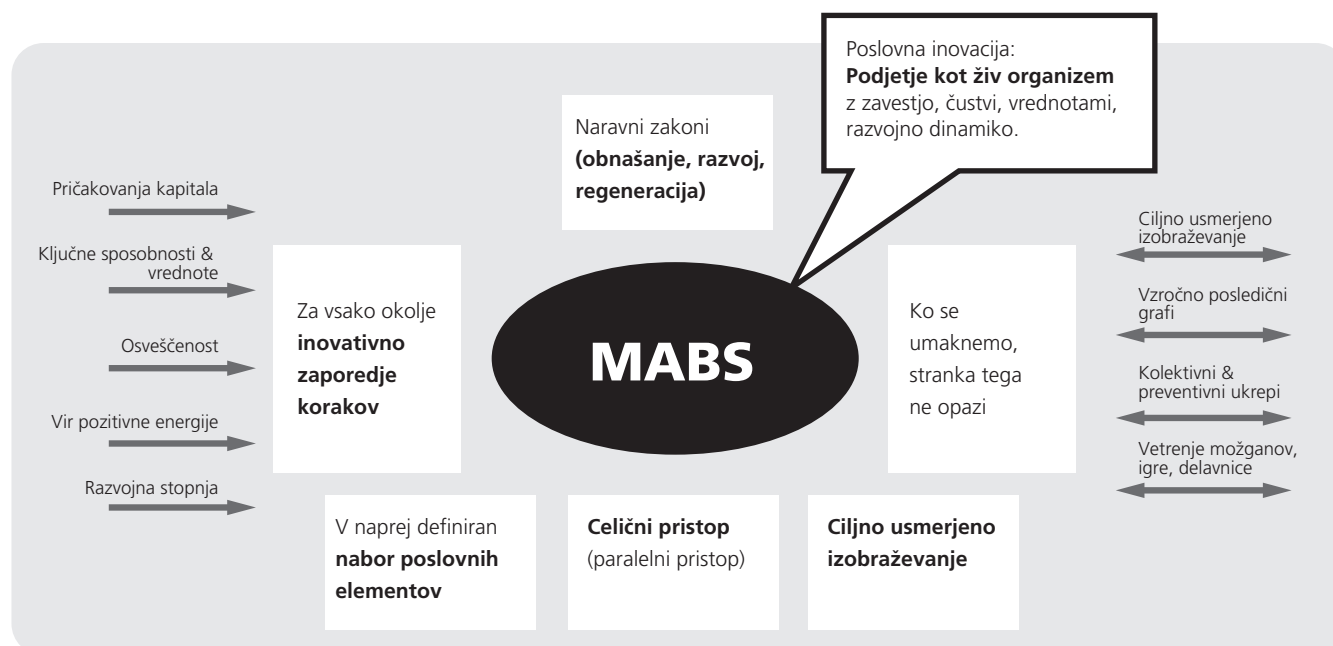 Poslovna inovacija:
Podjetje kot živ organizem
z zavestjo, čustvi, vrednotami,
razvojno dinamiko.
Naravni zakoni
(obnašanje, razvoj,
regeneracija)
Pričakovanja kapitala
Ključne sposobnosti &
vrednote
Osveščenost
Vir pozitivne energije
Razvojna stopnja
Za vsako okolje
inovativno
zaporedje
korakov
MABS
Ko se
umaknemo,
stranka tega
ne opazi
Ciljno usmerjeno
izobraževanje
Vzročno posledični
grafi
Kolektivni &
preventivni ukrepi
Vetrenje možganov,
igre, delavnice
V naprej definiran
nabor poslovnih
elementov
Celični pristop
(paralelni pristop)
Ciljno usmerjeno
izobraževanje